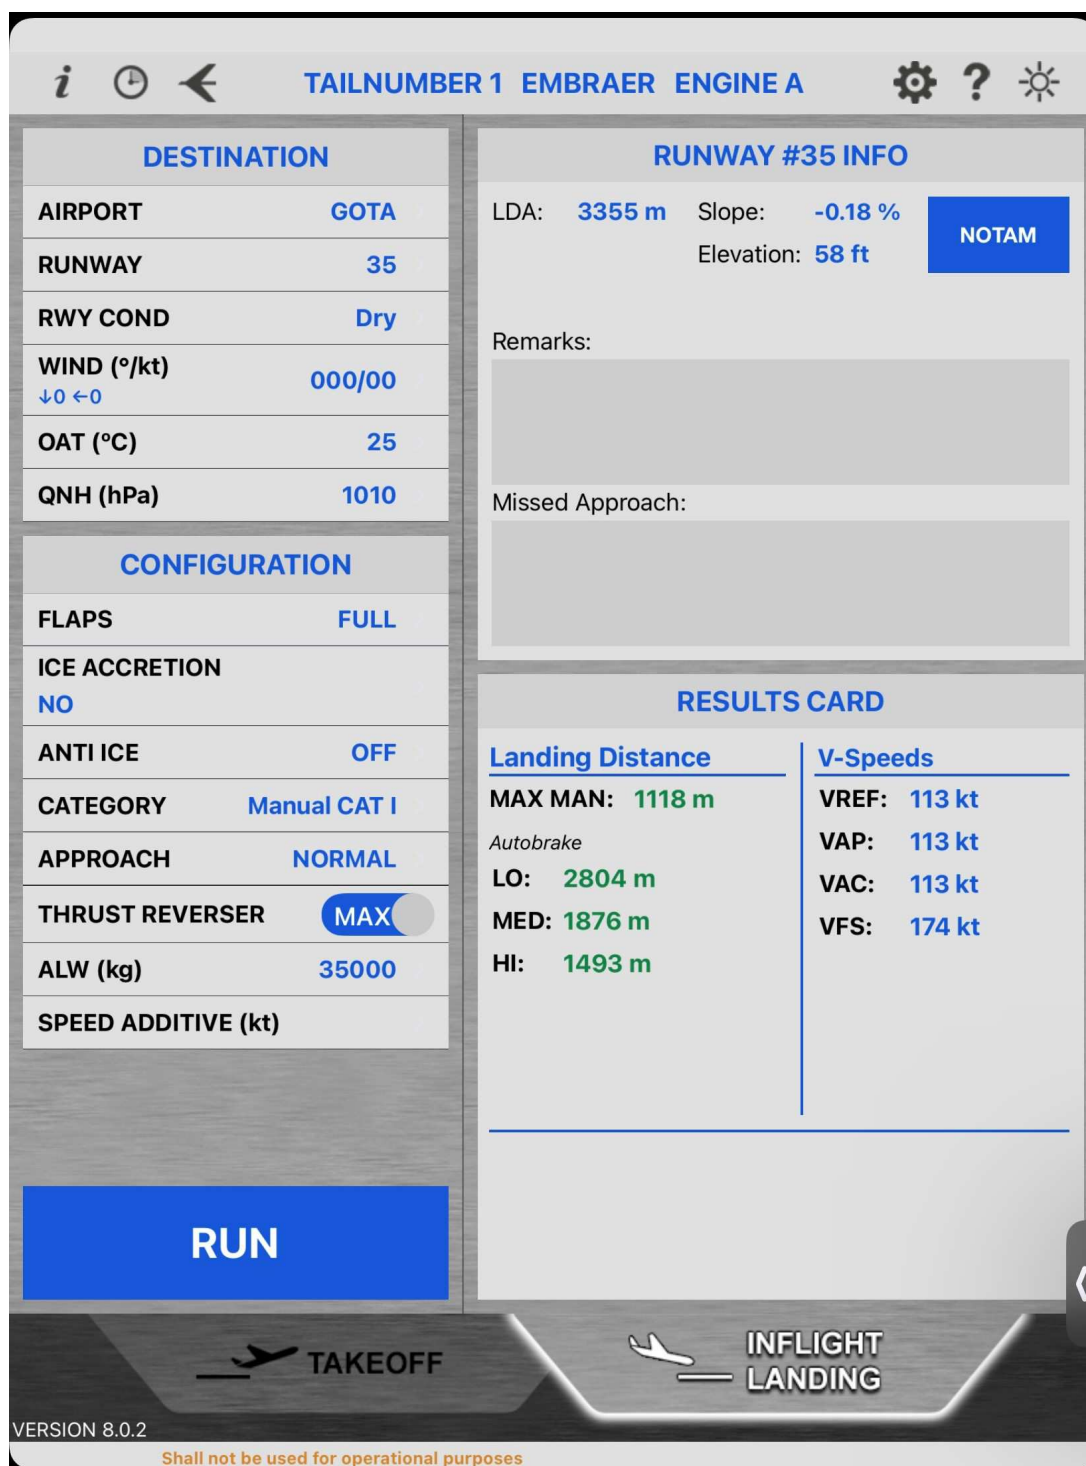 TAILNUMBER 1 EMBRAER ENGINE A
DESTINATION
AIRPORT GOTA
RUNWAY 35
RWY COND Dry
WIND (º/kt) 000/00
↓0 ←0
OAT (ºC) 25
QNH (hPa) 1010
CONFIGURATION
FLAPS FULL
ICE ACCRETION
NO
ANTI ICE OFF
CATEGORY Manual CAT I
APPROACH NORMAL
THRUST REVERSER MAX
ALW (kg) 35000
SPEED ADDITIVE (kt)
RUN
RUNWAY #35 INFO
LDA: 3355 m Slope: -0.18 %
Elevation: 58 ft
NOTAM
Remarks:
Missed Approach:
RESULTS CARD
Landing Distance
MAX MAN: 1118 m
Autobrake
LO: 2804 m
MED: 1876 m
HI: 1493 m
V-Speeds
VREF: 113 kt
VAP: 113 kt
VAC: 113 kt
VFS: 174 kt
TAKEOFF
INFLIGHT
LANDING
VERSION 8.0.2
Shall not be used for operational purposes